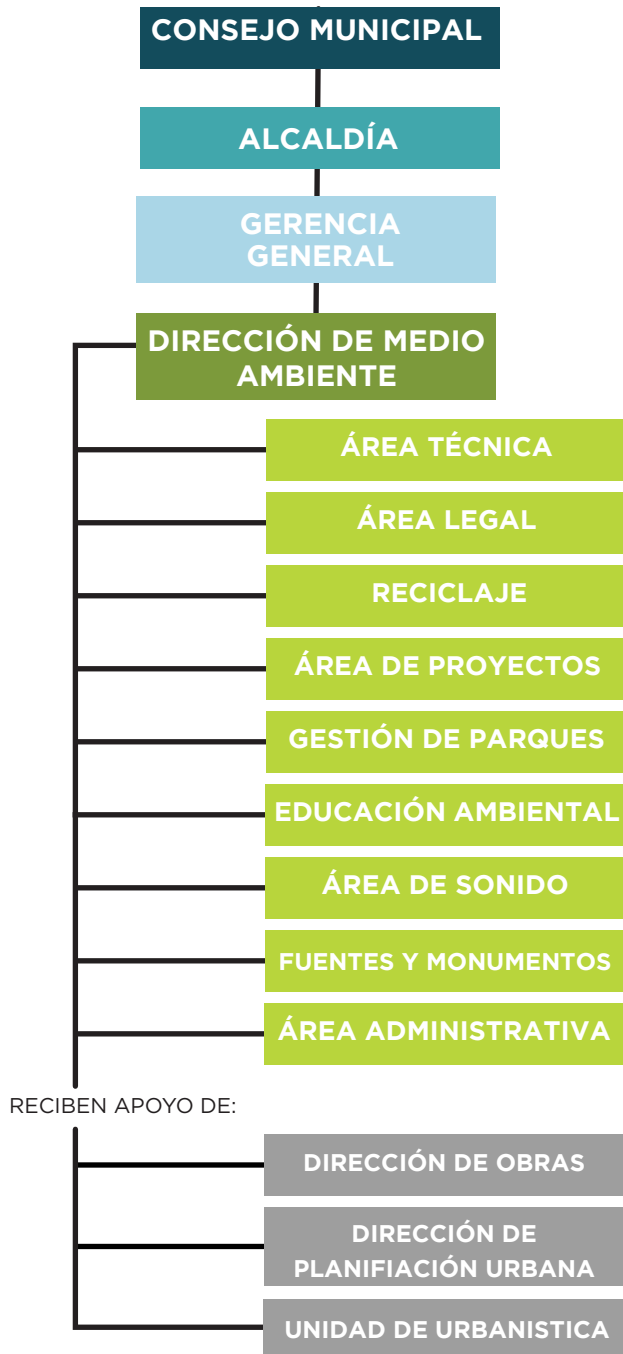 CONSEJO MUNICIPAL
ALCALDÍA
GERENCIA
GENERAL
DIRECCIÓN DE MEDIO
AMBIENTE
ÁREA TÉCNICA
ÁREA LEGAL
RECICLAJE
ÁREA DE PROYECTOS
GESTIÓN DE PARQUES
EDUCACIÓN AMBIENTAL
ÁREA DE SONIDO
FUENTES Y MONUMENTOS
ÁREA ADMINISTRATIVA
RECIBEN APOYO DE:
DIRECCIÓN DE OBRAS
DIRECCIÓN DE
PLANIFIACIÓN URBANA
UNIDAD DE URBANISTICA